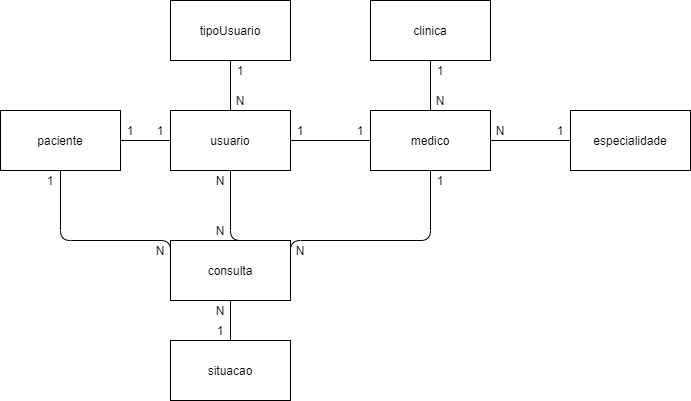 tipoUsuario
clinica
1
1
N
N
paciente
1
1
usuario
1
1
medico
N
1
especialidade
1
N
1
N
N
consulta
N
N
1
situacao